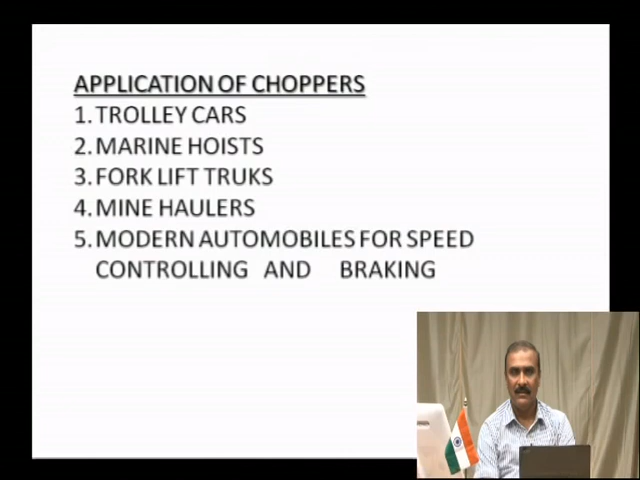 APPLICATION OF CHOPPERS
1. TROLLEY CARS
2. MARINE HOISTS
3. FORK LIFT TRUKS
4. MINE HAULERS
5. MODERN AUTOMOBILES FOR SPEED
CONTROLLING AND BRAKING